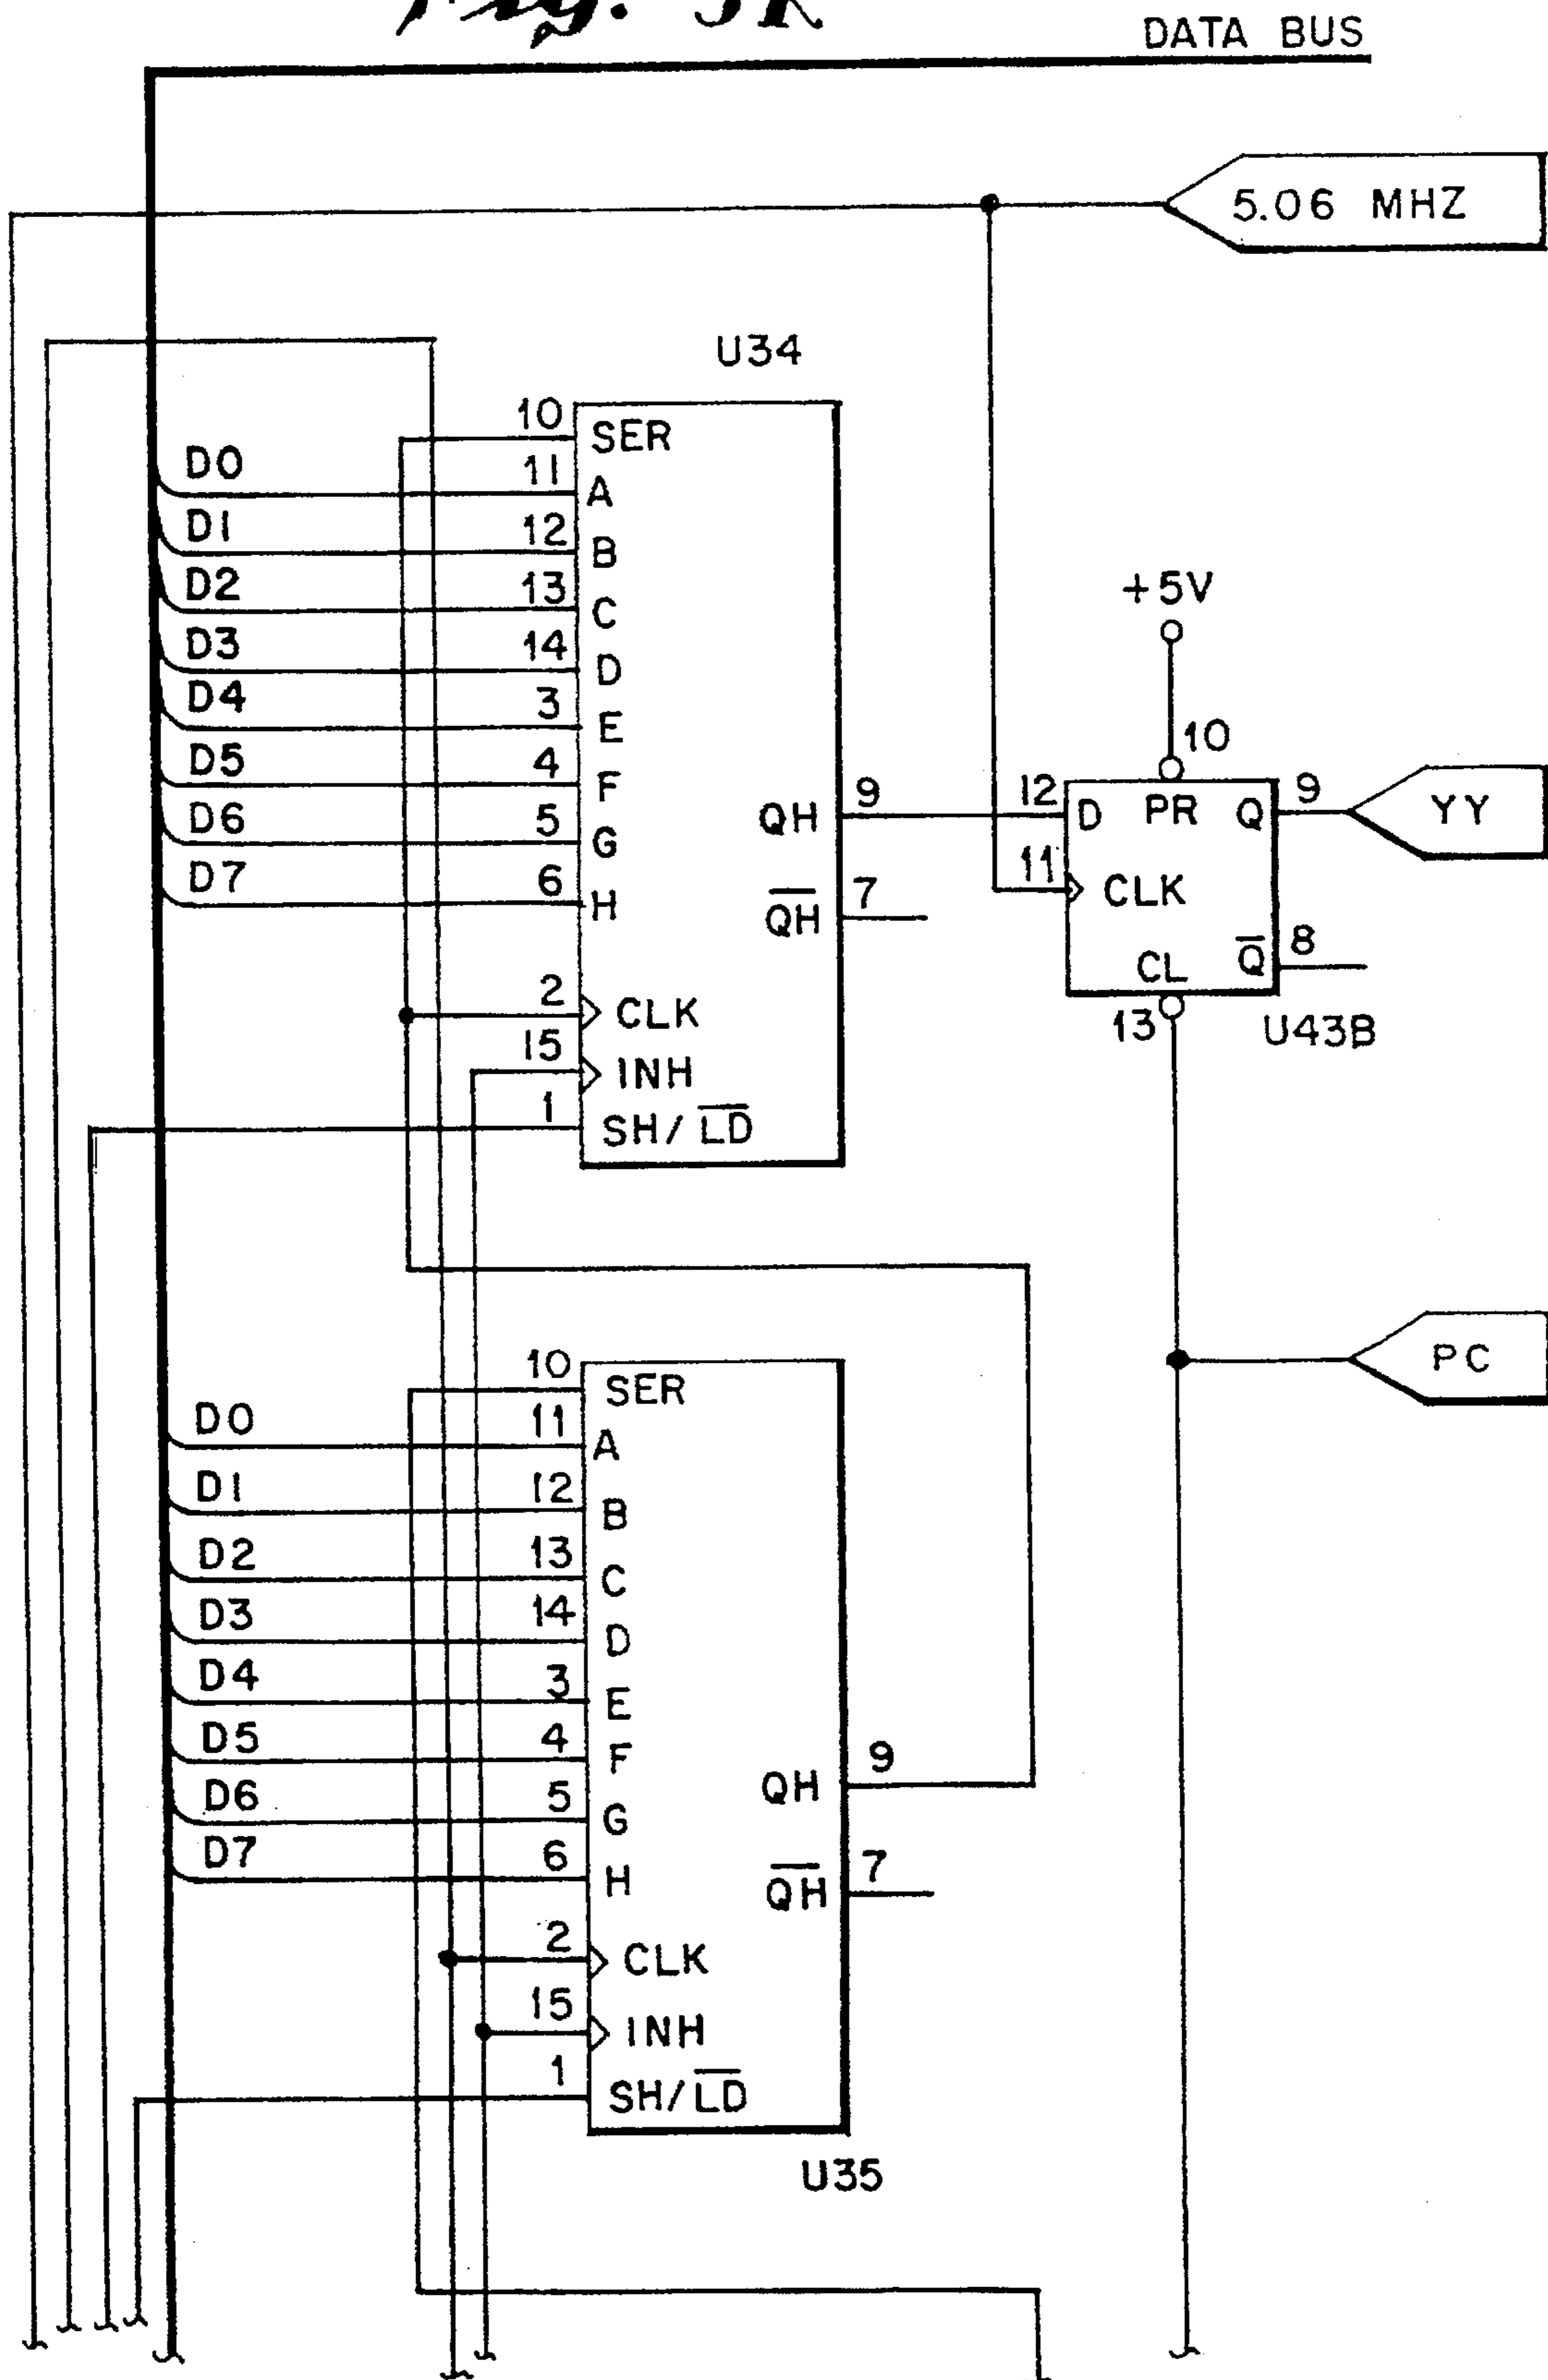 Fig. 5K
DATA BUS
5.06 MHZ
U34
10 SER
D0 11 A
D1 12 B
D2 13 C
D3 14 D
D4 3 E
D5 4 F
D6 5 G
D7 6 H
QH 9
QH 7
2 CLK
15 INH
1 SH/LD
+5V
10
12 D PR Q 9
YY
11 CLK
CL Q 8
13
U43B
PC
10 SER
D0 11 A
D1 12 B
D2 13 C
D3 14 D
D4 3 E
D5 4 F
D6 5 G
D7 6 H
QH 9
QH 7
2 CLK
15 INH
1 SH/LD
U35